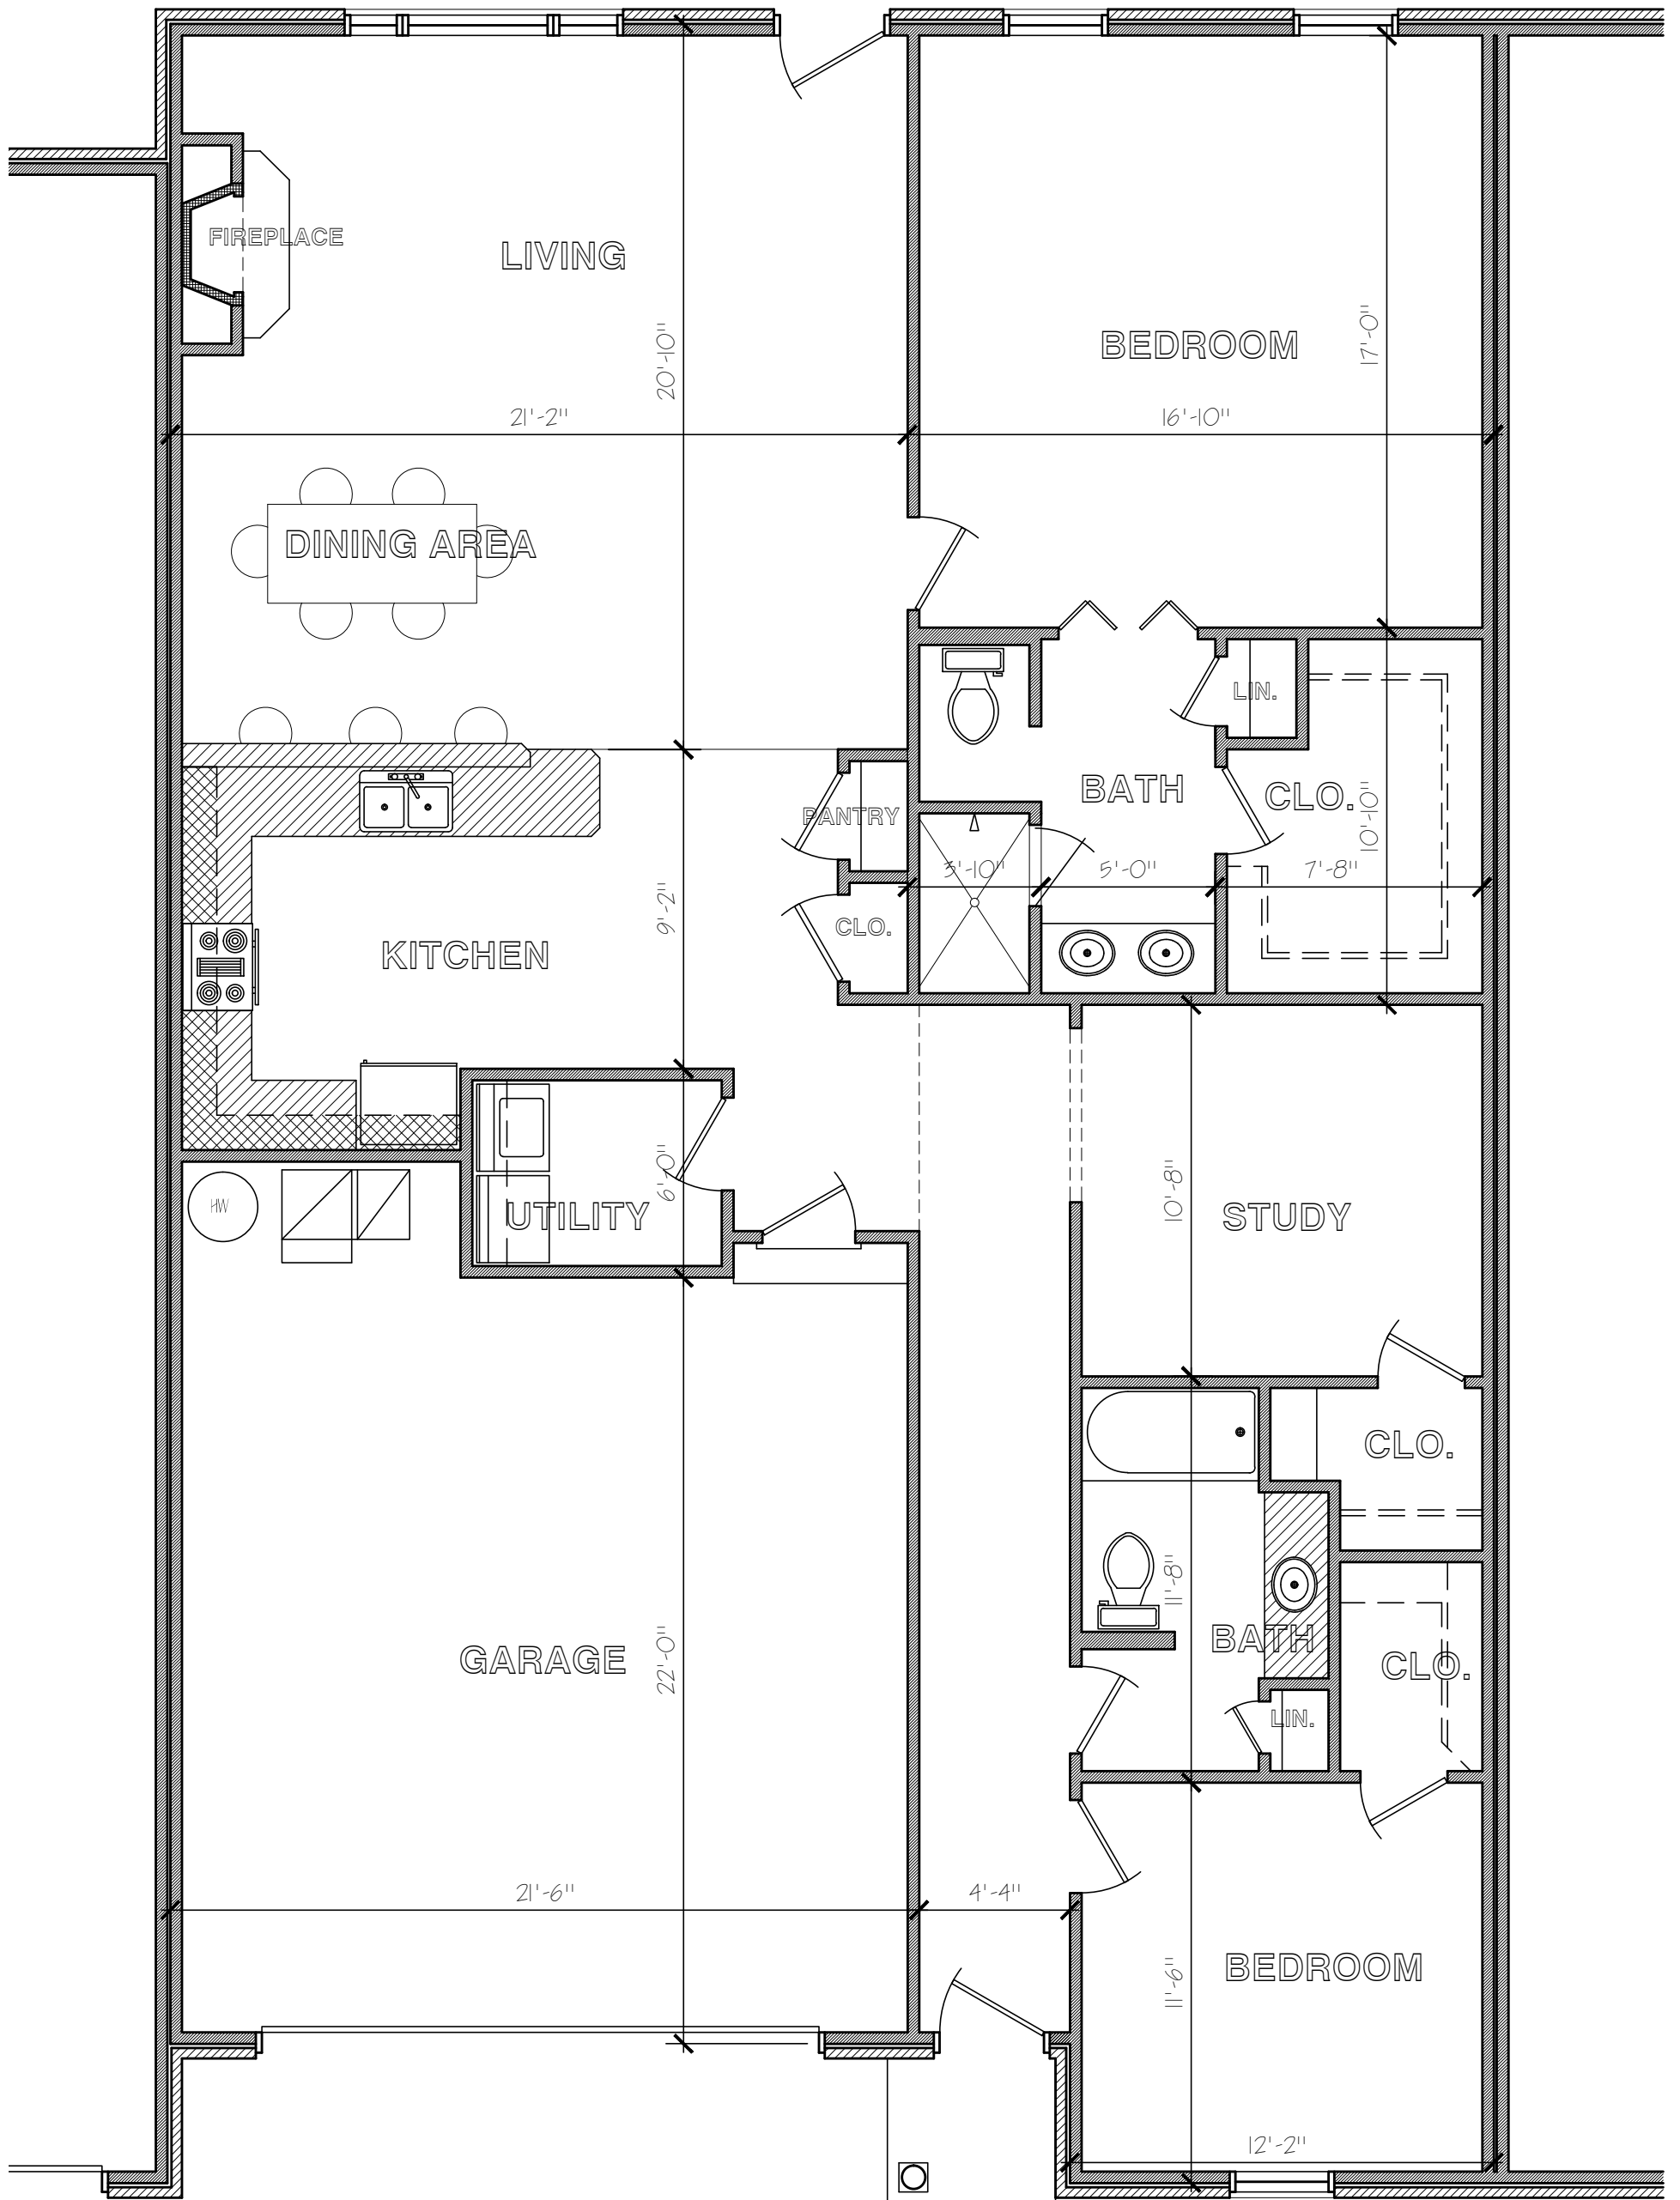 FIREPLACE
LIVING
BEDROOM
20'-10"
17'-0"
21'-2"
16'-10"
DINING AREA
LIN.
BATH
CLO.
PANTRY
10'-10"
3'-10"
5'-0"
7'-8"
9'-2"
CLO.
KITCHEN
HW
6'-0"
UTILITY
10'-8"
STUDY
CLO.
11'-8"
BATH
GARAGE
22'-0"
CLO.
LIN.
21'-6"
4'-4"
BEDROOM
11'-6"
12'-2"